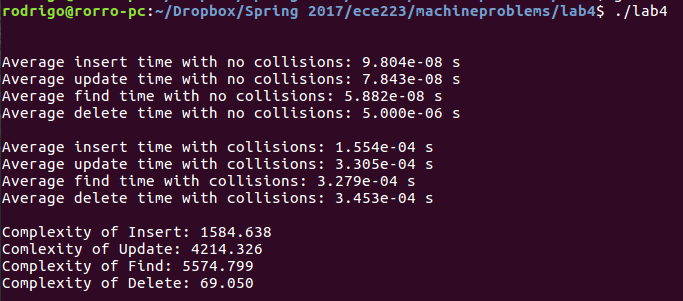 rodrigo@rorro-pc:~/Dropbox/Spring 2017/ece223/machineproblems/lab4$ ./lab4
Average insert time with no collisions: 9.804e-08 s
Average update time with no collisions: 7.843e-08 s
Average find time with no collisions: 5.882e-08 s
Average delete time with no collisions: 5.000e-06 s
Average insert time with collisions: 1.554e-04 s
Average update time with collisions: 3.305e-04 s
Average find time with collisions: 3.279e-04 s
Average delete time with collisions: 3.453e-04 s
Complexity of Insert: 1584.638
Comlexity of Update: 4214.326
Complexity of Find: 5574.799
Complexity of Delete: 69.050